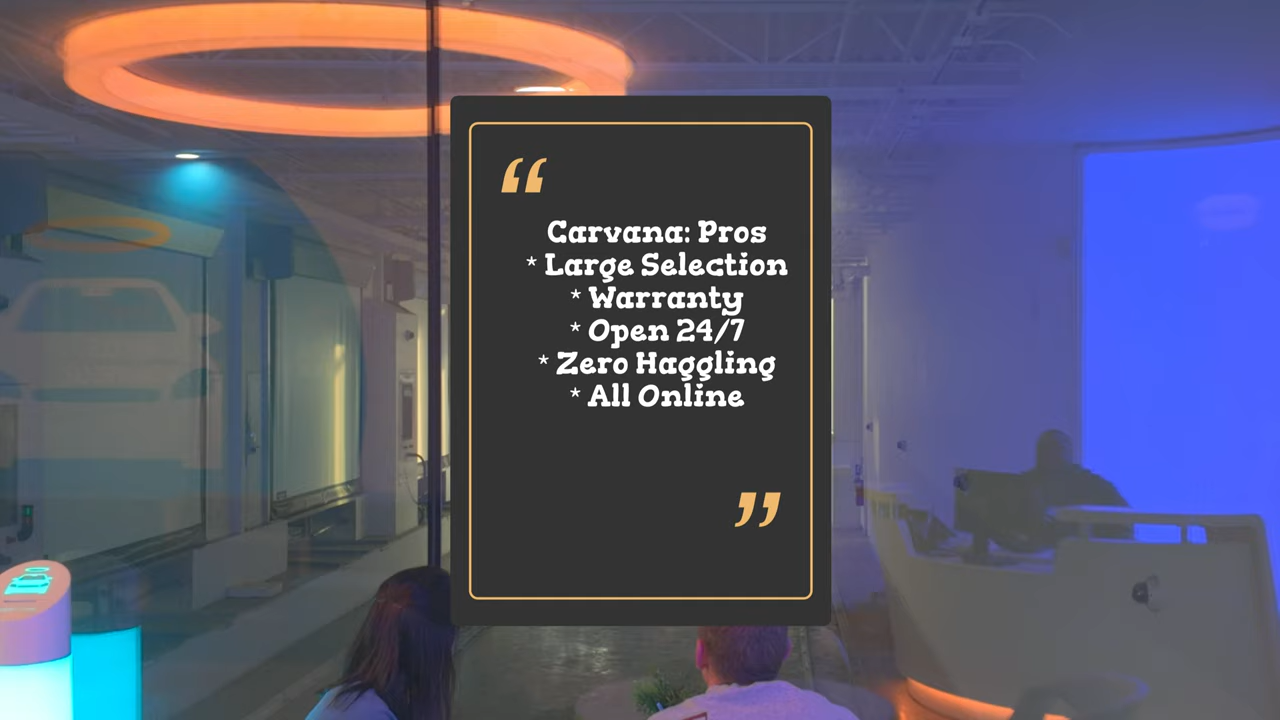 “
Carvana: Pros
* Large Selection
* Warranty
* Open 24/7
* Zero Haggling
* All Online
”